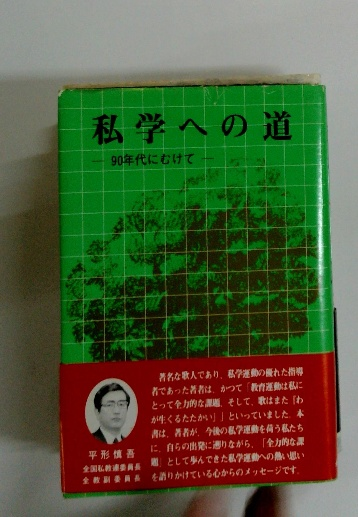 私学への道
― 90年代にむけて ―
著名な歌人であり、私学運動の優れた指導
者であった著者は、かつて「教育運動は私に
とって全力的な課題、そして、歌はまた「わ
が生くるたたかい」」といっていました。本
書は、著者が、今後の私学運動を荷う私たち
に、自らの出発に遡りながら、「全力的な課
題」として歩んできた私学運動への熱い思い
を語りかけている心からのメッセージです。
平形慎吾
全国私教連委員長
全教副委員長